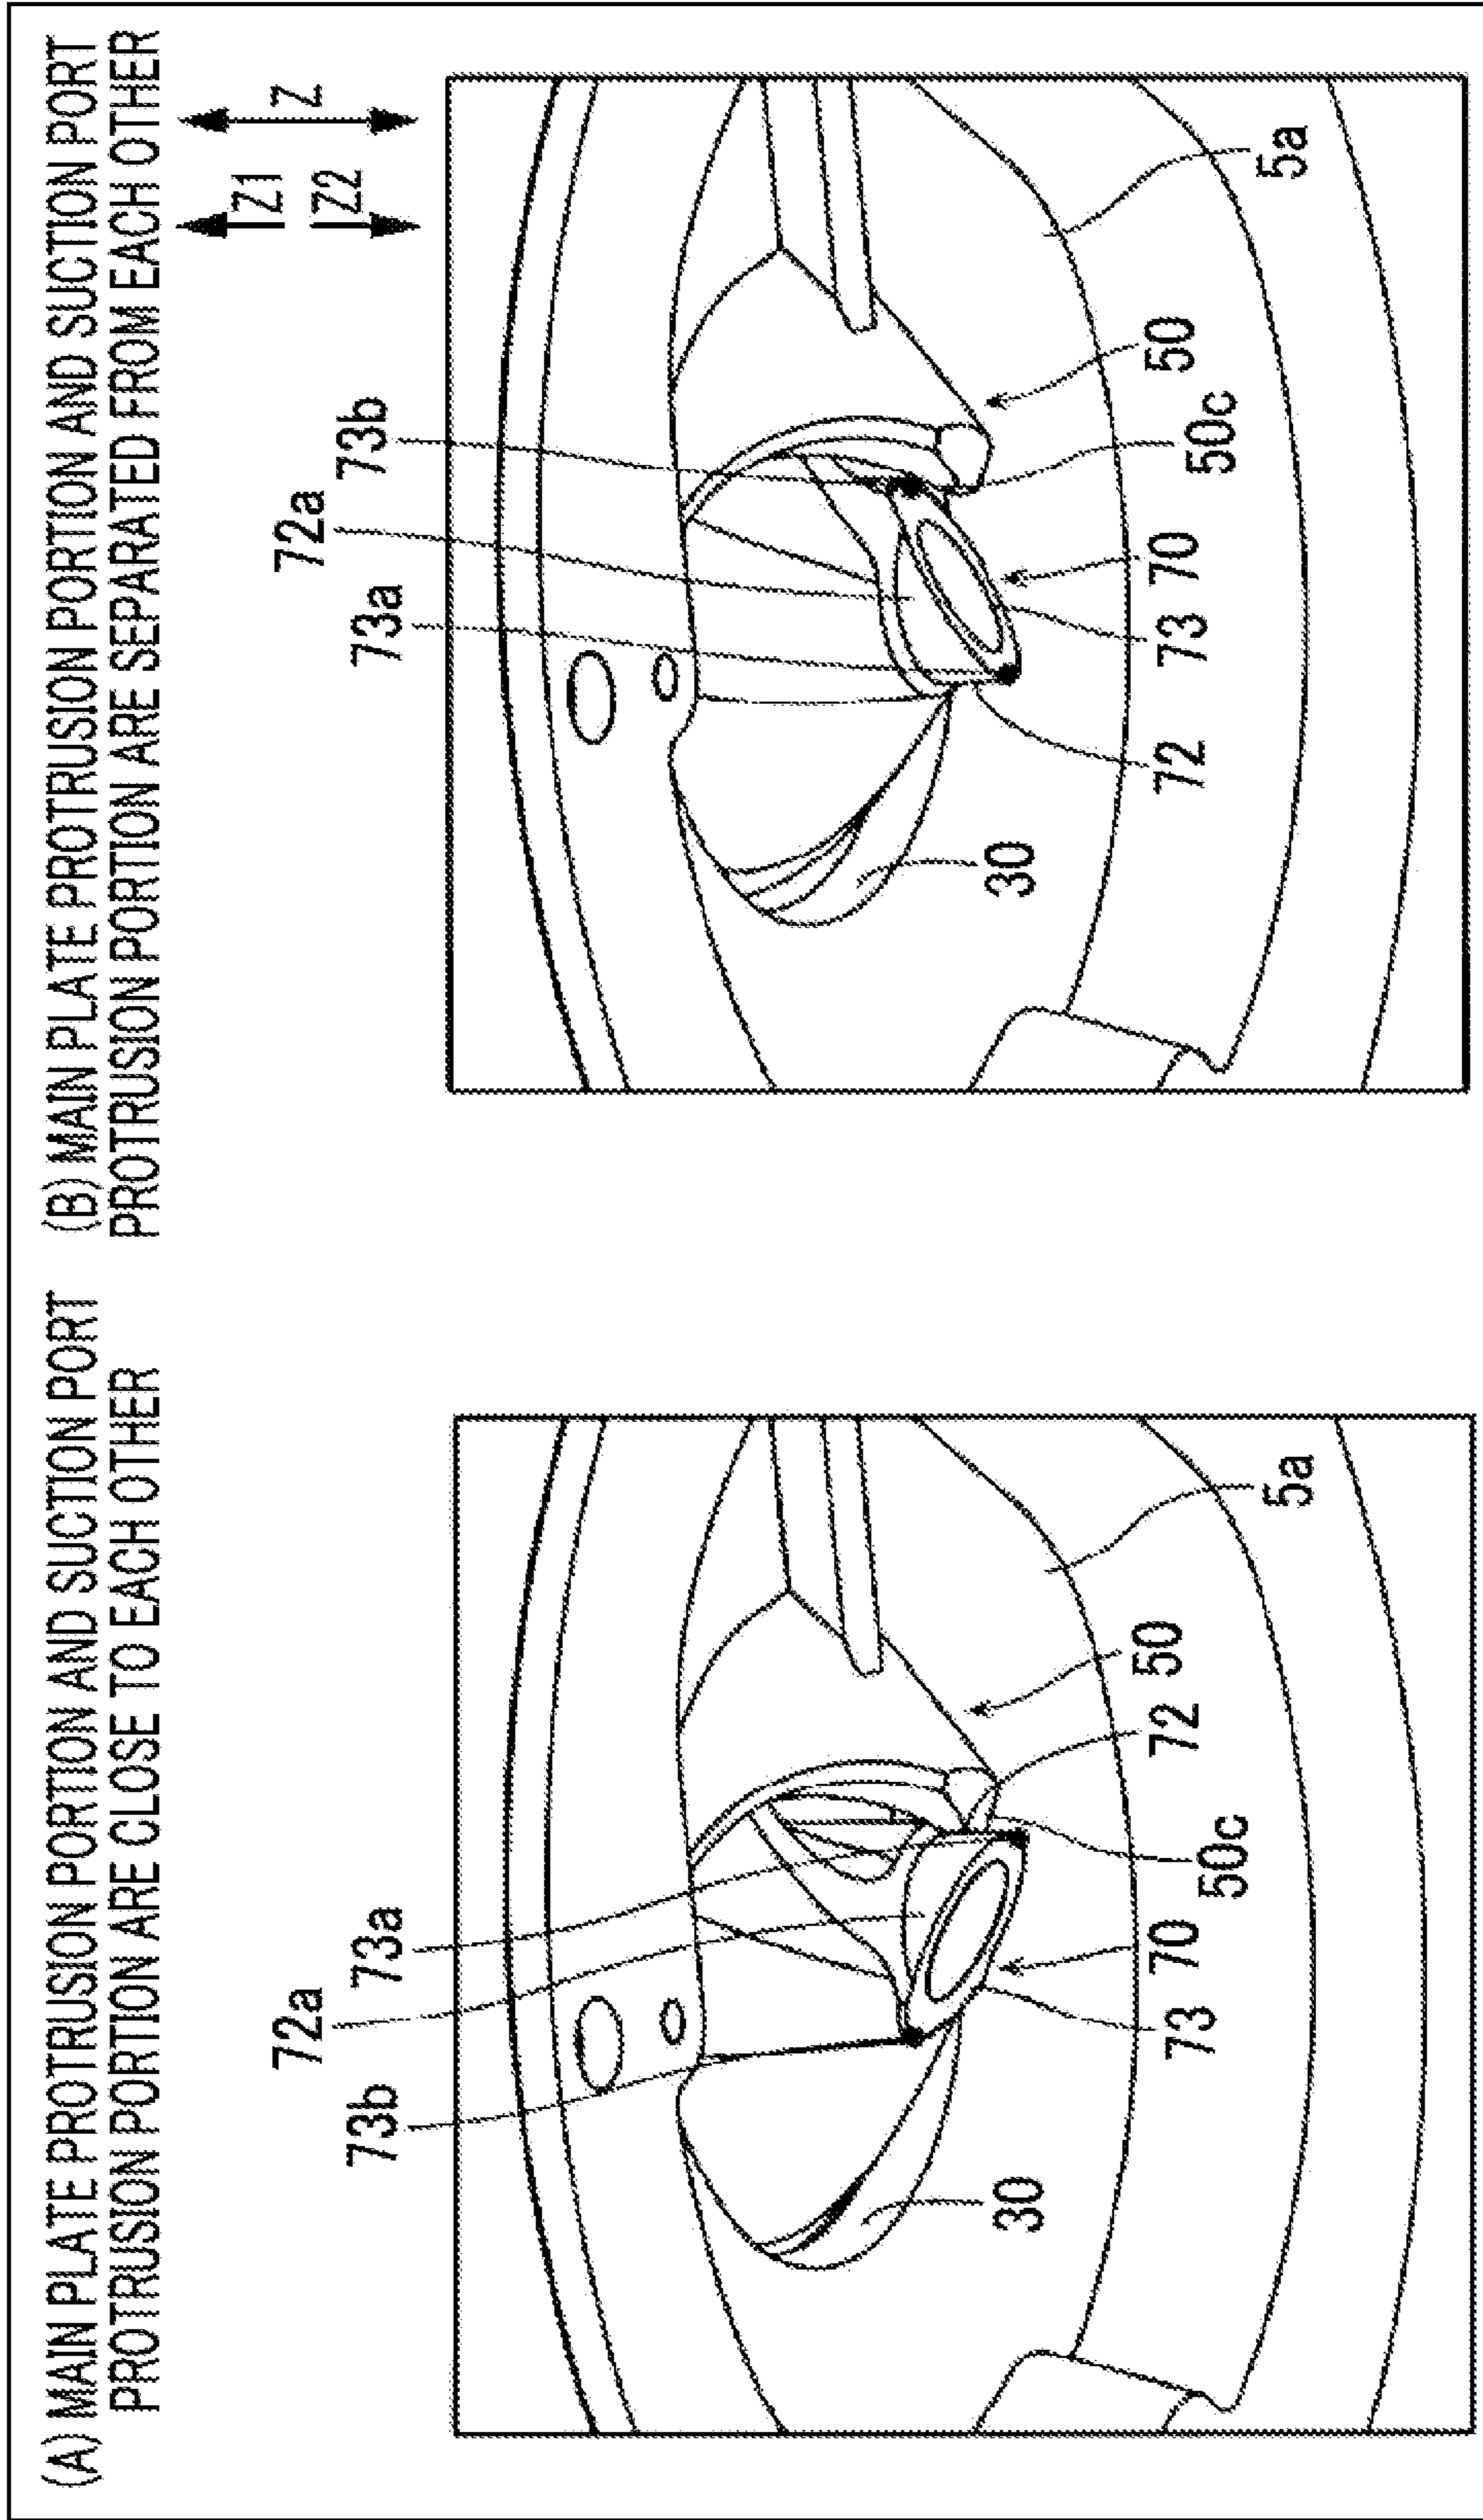 (A) MAIN PLATE PROTRUSION PORTION AND SUCTION PORT
PROTRUSION PORTION ARE CLOSE TO EACH OTHER
(B) MAIN PLATE PROTRUSION PORTION AND SUCTION PORT
PROTRUSION PORTION ARE SEPARATED FROM EACH OTHER
Z1
Z2
Z
72a
73b
73a
30
73
70
50c
72
50
5a
72a
73a
73b
30
72
73
70
50c
50
5a